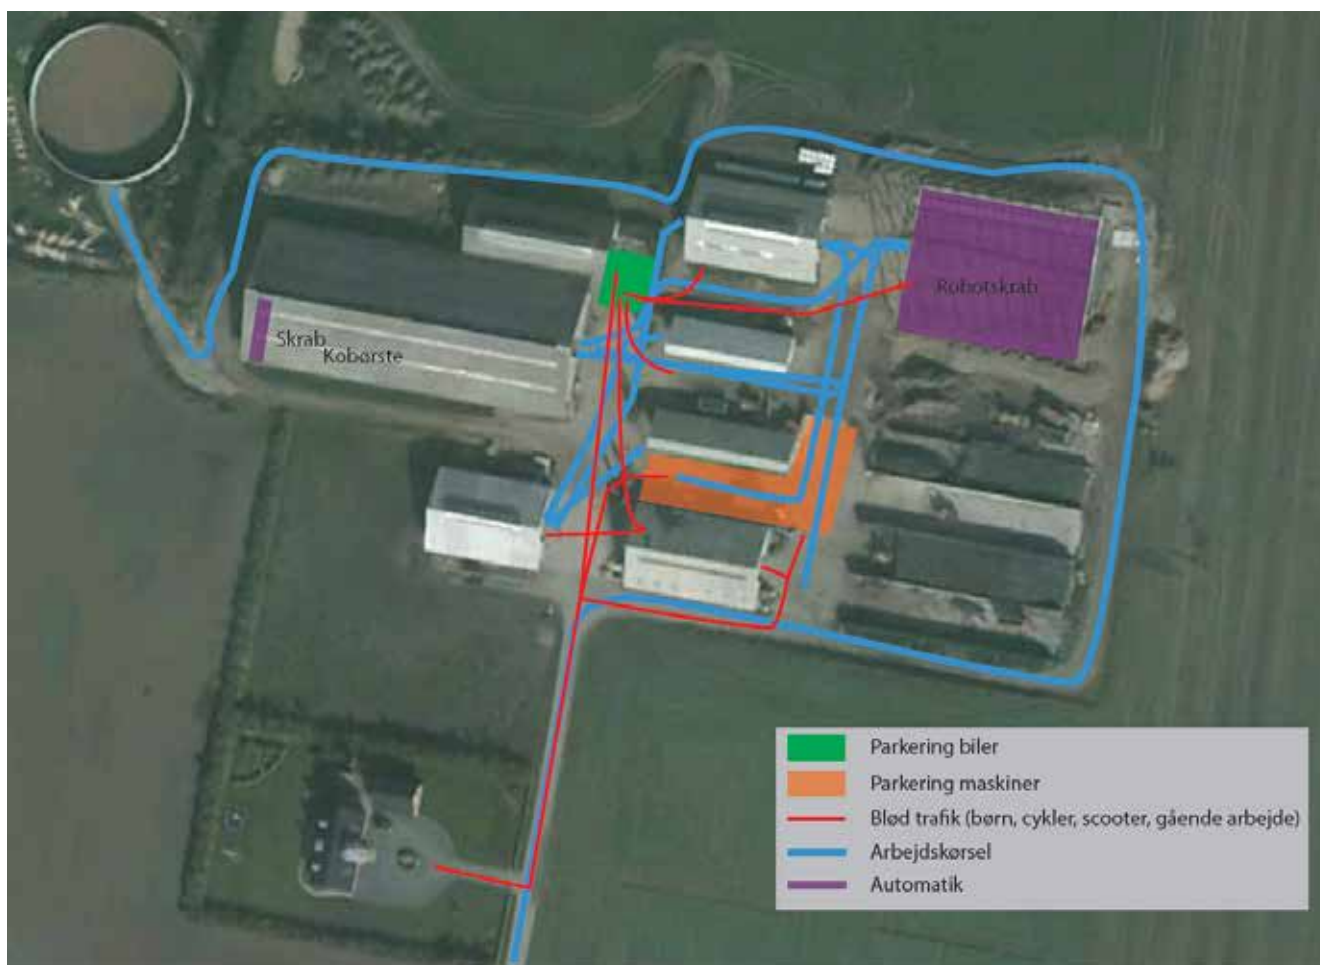 Robotskrab
Skrab
Kobørste
Parkering biler
Parkering maskiner
Blød trafik (børn, cykler, scooter, gående arbejde)
Arbejdskørsel
Automatik